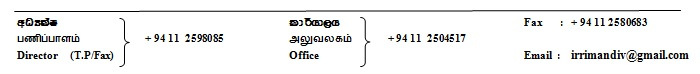 අධ්‍යක්ෂ කාර්යාලය Fax : + 94 11 2580683
பணிப்பாளம் + 94 11 2598085 அலுவலகம் + 94 11 2504517
Director (T.P/Fax) Office Email : irrimandiv@gmail.com